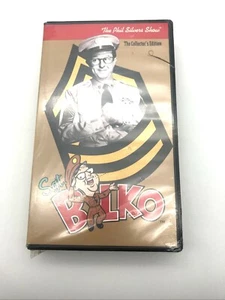 "The Phil Silvers Show"
The Collector's Edition
Sgt.
BILKO